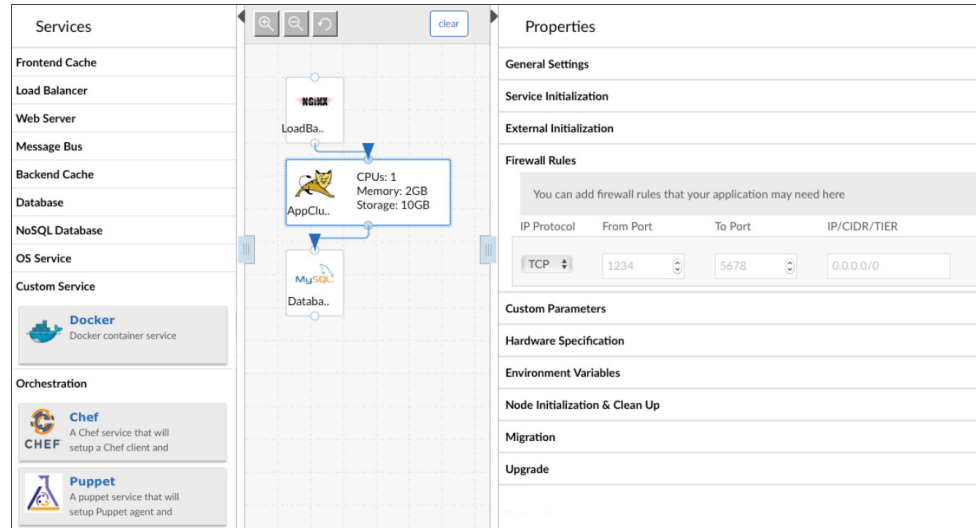 Services
Frontend Cache
Load Balancer
Web Server
Message Bus
Backend Cache
Database
NoSQL Database
OS Service
Custom Service
Docker
Docker container service
Orchestration
CHEF
Chef
A Chef service that will
setup a Chef client and
Puppet
A puppet service that will
setup Puppet agent and
clear
NGINX
LoadBa..
AppClu..
CPUs: 1
Memory: 2GB
Storage: 10GB
MySQL
Databa..
Properties
General Settings
Service Initialization
External Initialization
Firewall Rules
You can add firewall rules that your application may need here
IP Protocol From Port To Port IP/CIDR/TIER
TCP 1234 5678 0.0.0.0/0
Custom Parameters
Hardware Specification
Environment Variables
Node Initialization & Clean Up
Migration
Upgrade